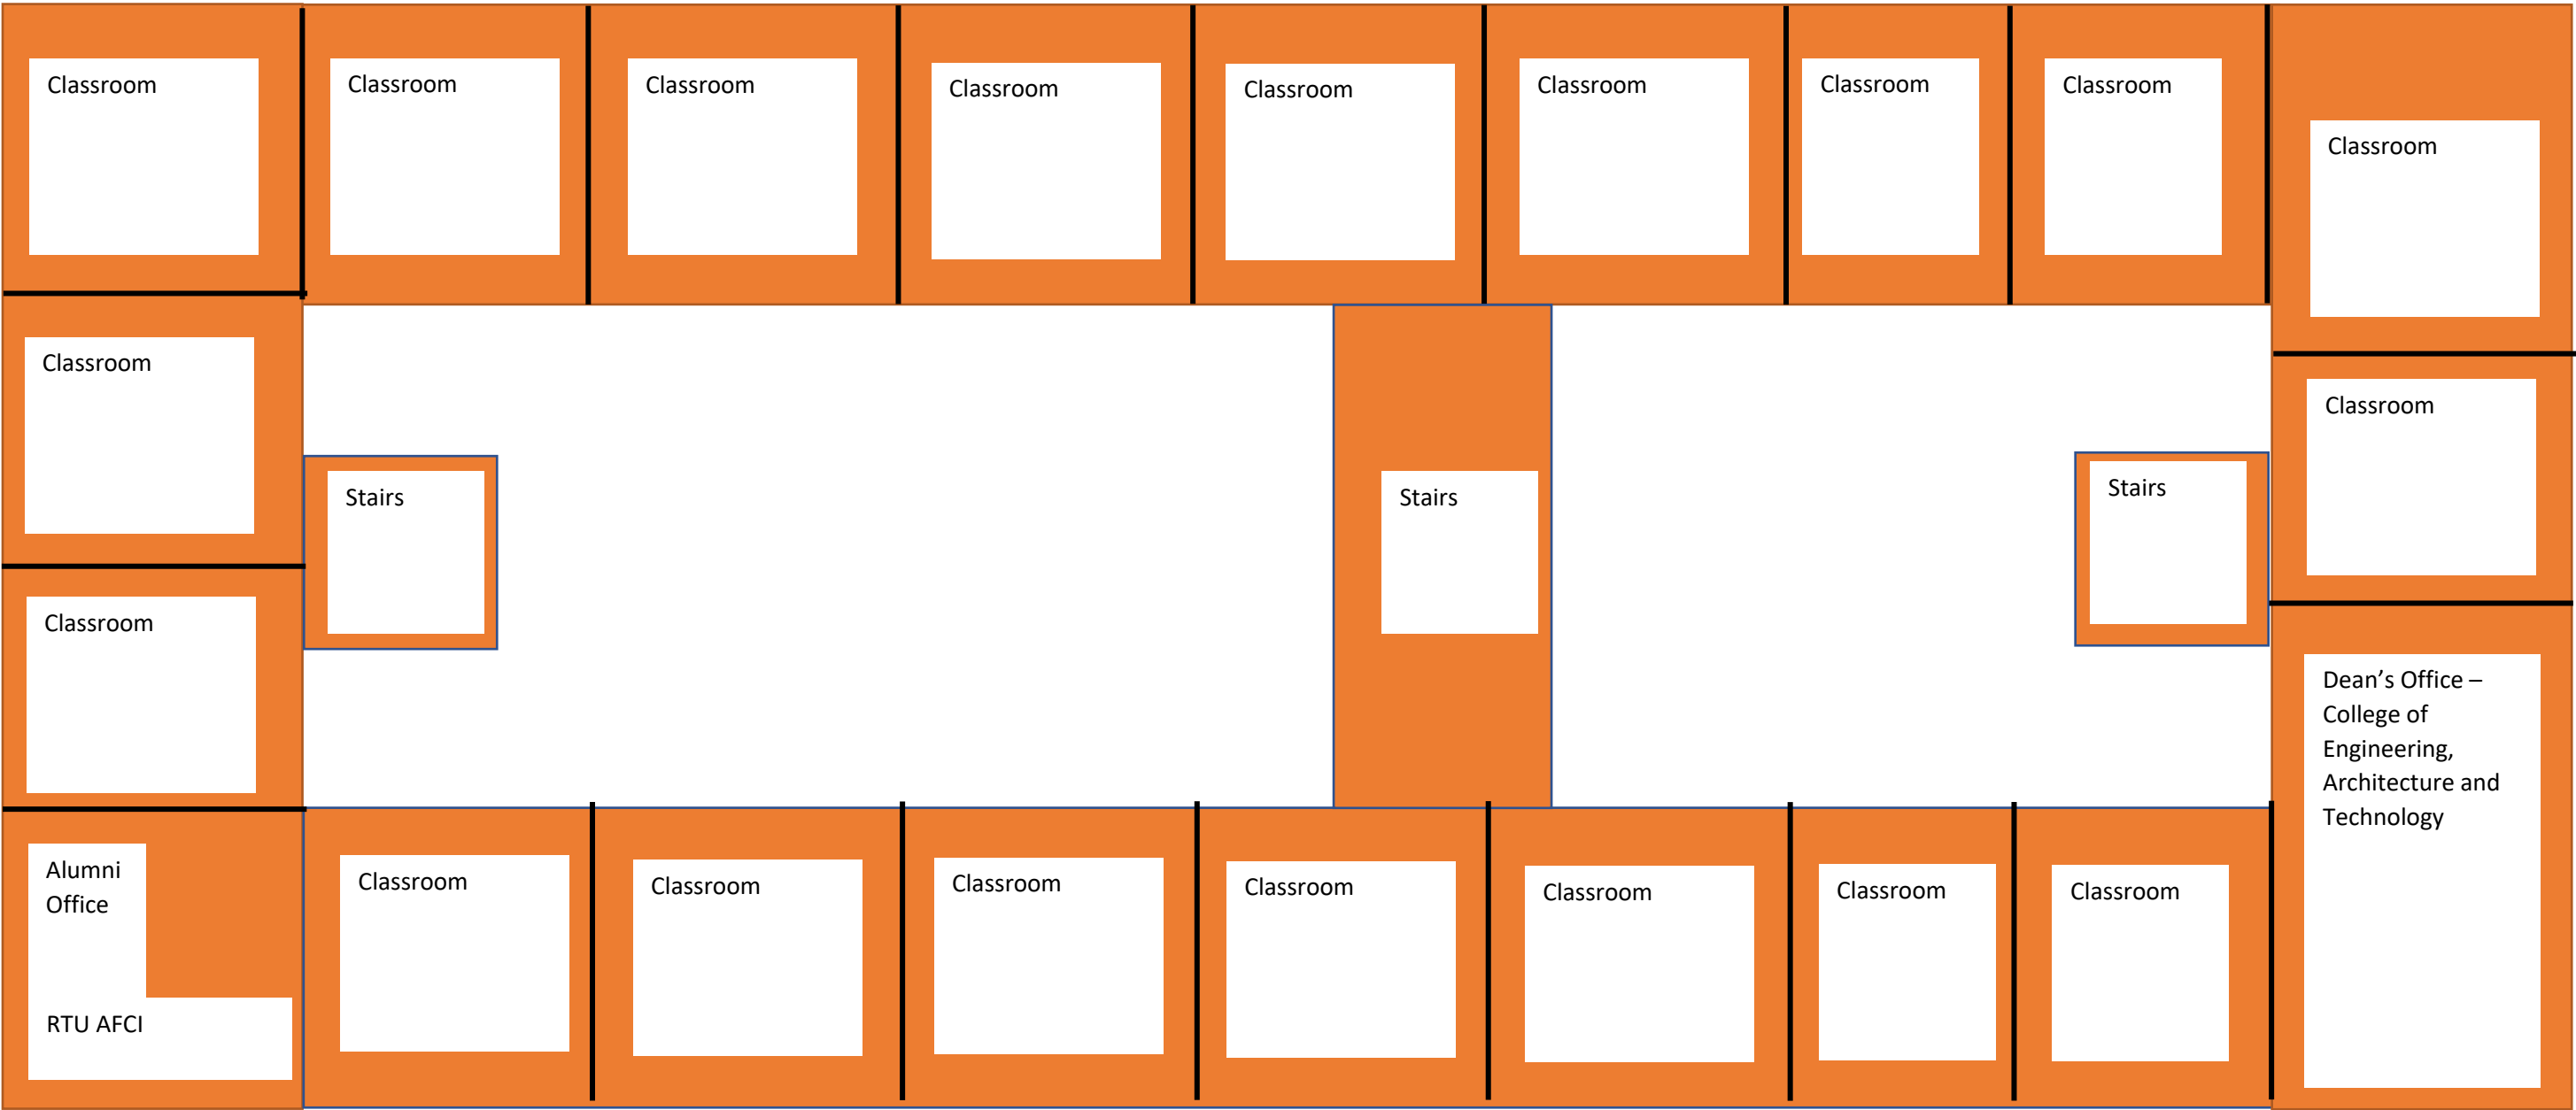 Classroom
Classroom
Classroom
Classroom
Classroom
Classroom
Classroom
Classroom
Classroom
Classroom
Classroom
Stairs
Stairs
Stairs
Classroom
Dean’s Office –
College of
Engineering,
Architecture and
Technology
Alumni
Office
RTU AFCI
Classroom
Classroom
Classroom
Classroom
Classroom
Classroom
Classroom